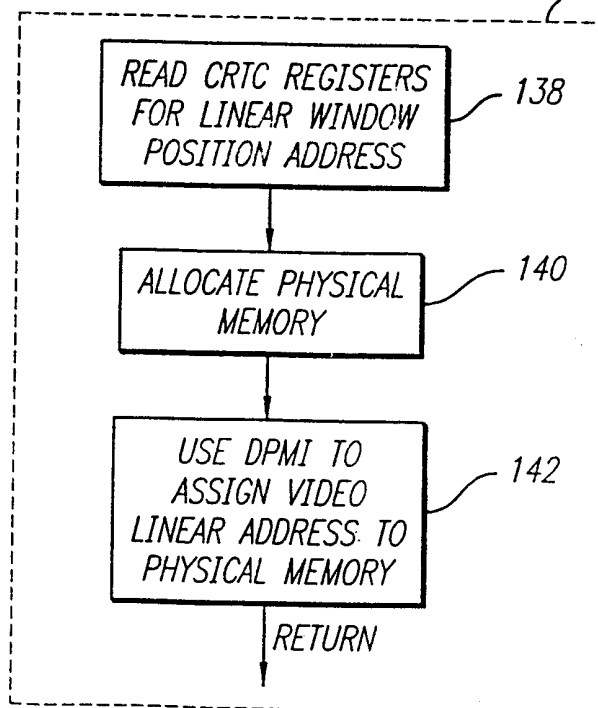 READ CRTC REGISTERS
FOR LINEAR WINDOW
POSITION ADDRESS
138
ALLOCATE PHYSICAL
MEMORY
140
USE DPMI TO
ASSIGN VIDEO
LINEAR ADDRESS TO
PHYSICAL MEMORY
142
RETURN